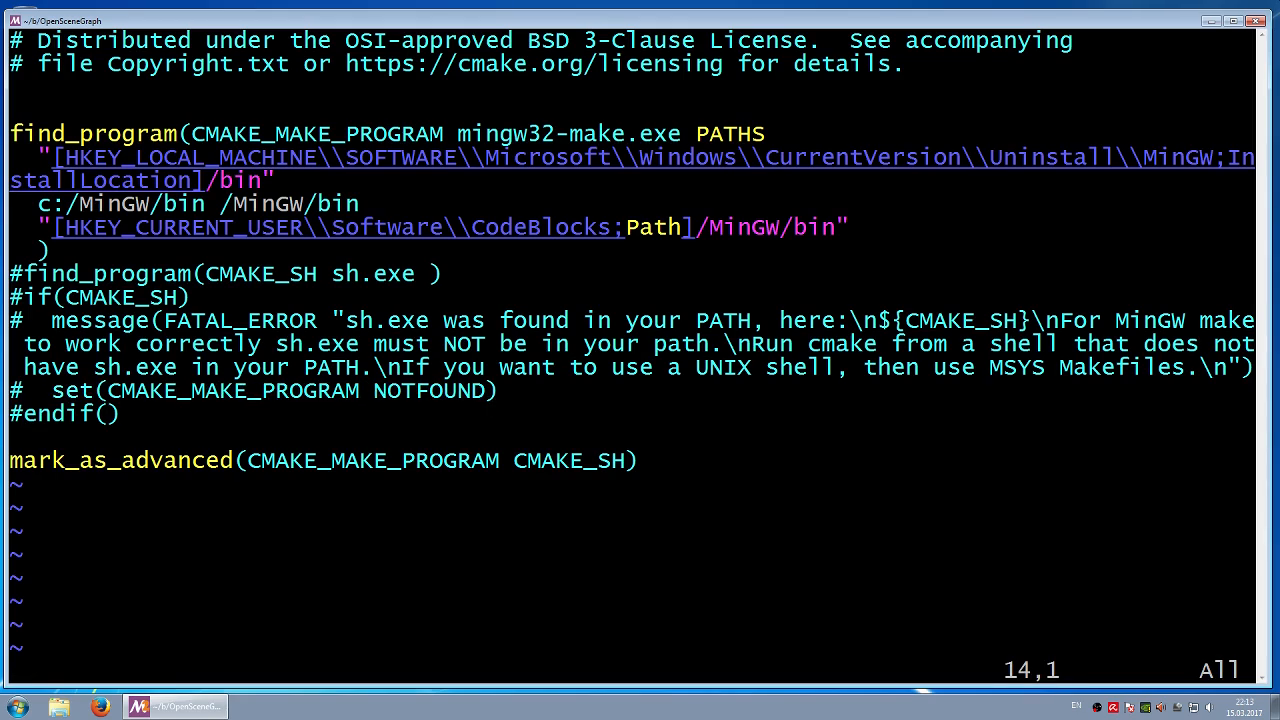 ~/b/OpenSceneGraph
# Distributed under the OSI-approved BSD 3-Clause License.  See accompanying
# file Copyright.txt or https://cmake.org/licensing for details.
find_program(CMAKE_MAKE_PROGRAM mingw32-make.exe PATHS
  "[HKEY_LOCAL_MACHINE\\SOFTWARE\\Microsoft\\Windows\\CurrentVersion\\Uninstall\\MinGW;In
stallLocation]/bin"
  c:/MinGW/bin /MinGW/bin
  "[HKEY_CURRENT_USER\\Software\\CodeBlocks;Path]/MinGW/bin"
  )
#find_program(CMAKE_SH sh.exe )
#if(CMAKE_SH)
#  message(FATAL_ERROR "sh.exe was found in your PATH, here:\n${CMAKE_SH}\nFor MinGW make
 to work correctly sh.exe must NOT be in your path.\nRun cmake from a shell that does not
 have sh.exe in your PATH.\nIf you want to use a UNIX shell, then use MSYS Makefiles.\n")
#  set(CMAKE_MAKE_PROGRAM NOTFOUND)
#endif()
mark_as_advanced(CMAKE_MAKE_PROGRAM CMAKE_SH)
~
~
~
~
~
~
~
~
14,1 All
~/b/OpenSceneG...
EN
22:13
15.03.2017